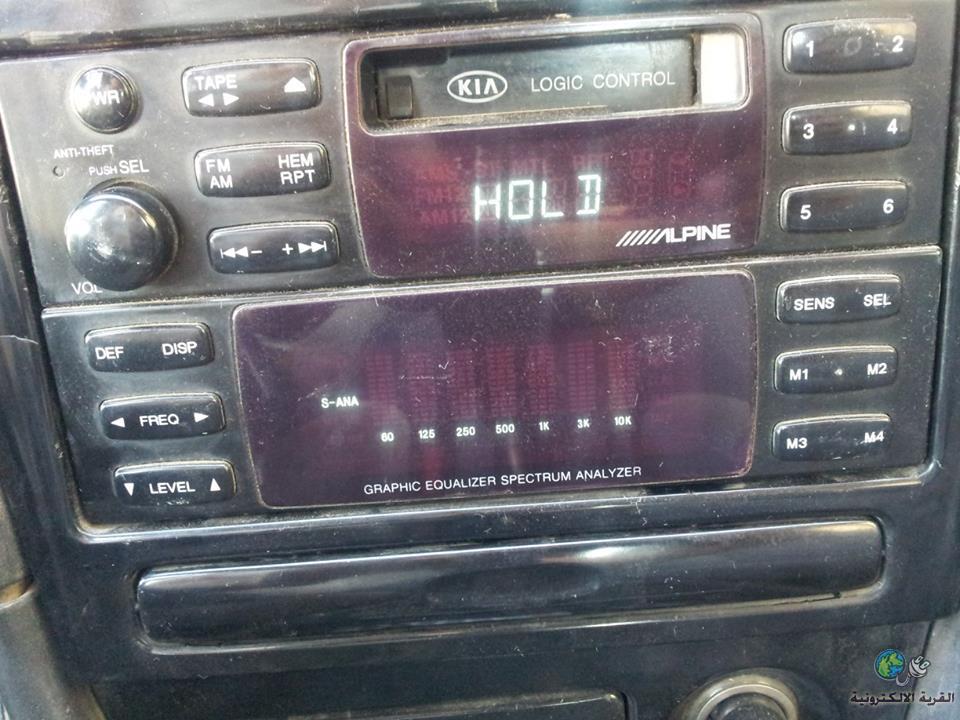 PWR
TAPE
KIA LOGIC CONTROL
1 2
ANTI-THEFT
PUSH SEL
FM HEM
AM RPT
3 4
HOLD
ALPINE
5 6
VOL
DEF DISP
SENS SEL
S-ANA
M1 M2
FREQ
60 125 250 500 1K 3K 10K
M3 M4
LEVEL
GRAPHIC EQUALIZER SPECTRUM ANALYZER
القرية الالكترونية